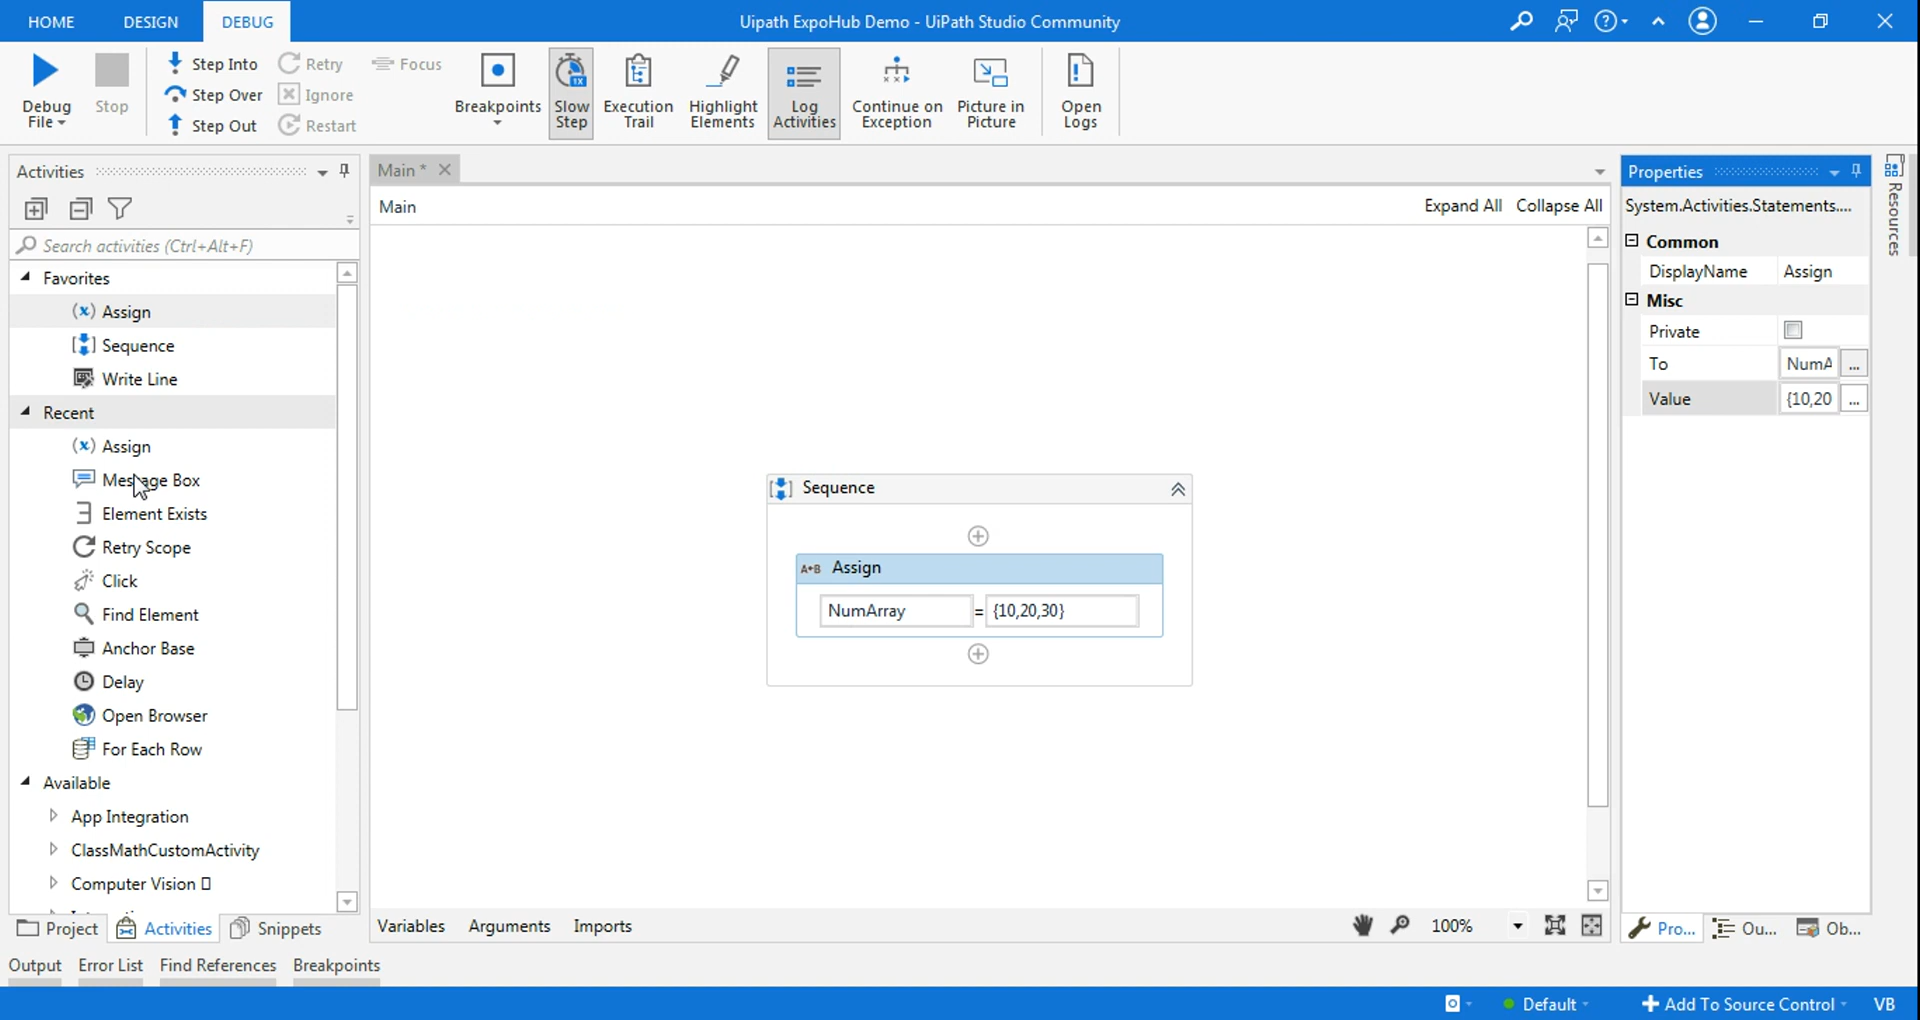 HOME DESIGN DEBUG Uipath ExpoHub Demo - UiPath Studio Community
Debug File
Stop
Step Into
Step Over
Step Out
Retry
Ignore
Restart
Focus
Breakpoints
Slow Step
Execution Trail
Highlight Elements
Log Activities
Continue on Exception
Picture in Picture
Open Logs
Activities
Search activities (Ctrl+Alt+F)
Favorites
Assign
Sequence
Write Line
Recent
Assign
Message Box
Element Exists
Retry Scope
Click
Find Element
Anchor Base
Delay
Open Browser
For Each Row
Available
App Integration
ClassMathCustomActivity
Computer Vision
Project Activities Snippets
Main *
Main Expand All Collapse All
Sequence
A+B Assign
NumArray = {10,20,30}
Variables Arguments Imports 100%
Properties
System.Activities.Statements....
Common
DisplayName Assign
Misc
Private
To NumA ...
Value {10,20 ...
Pro... Ou... Ob...
Resources
Output Error List Find References Breakpoints
Default Add To Source Control VB